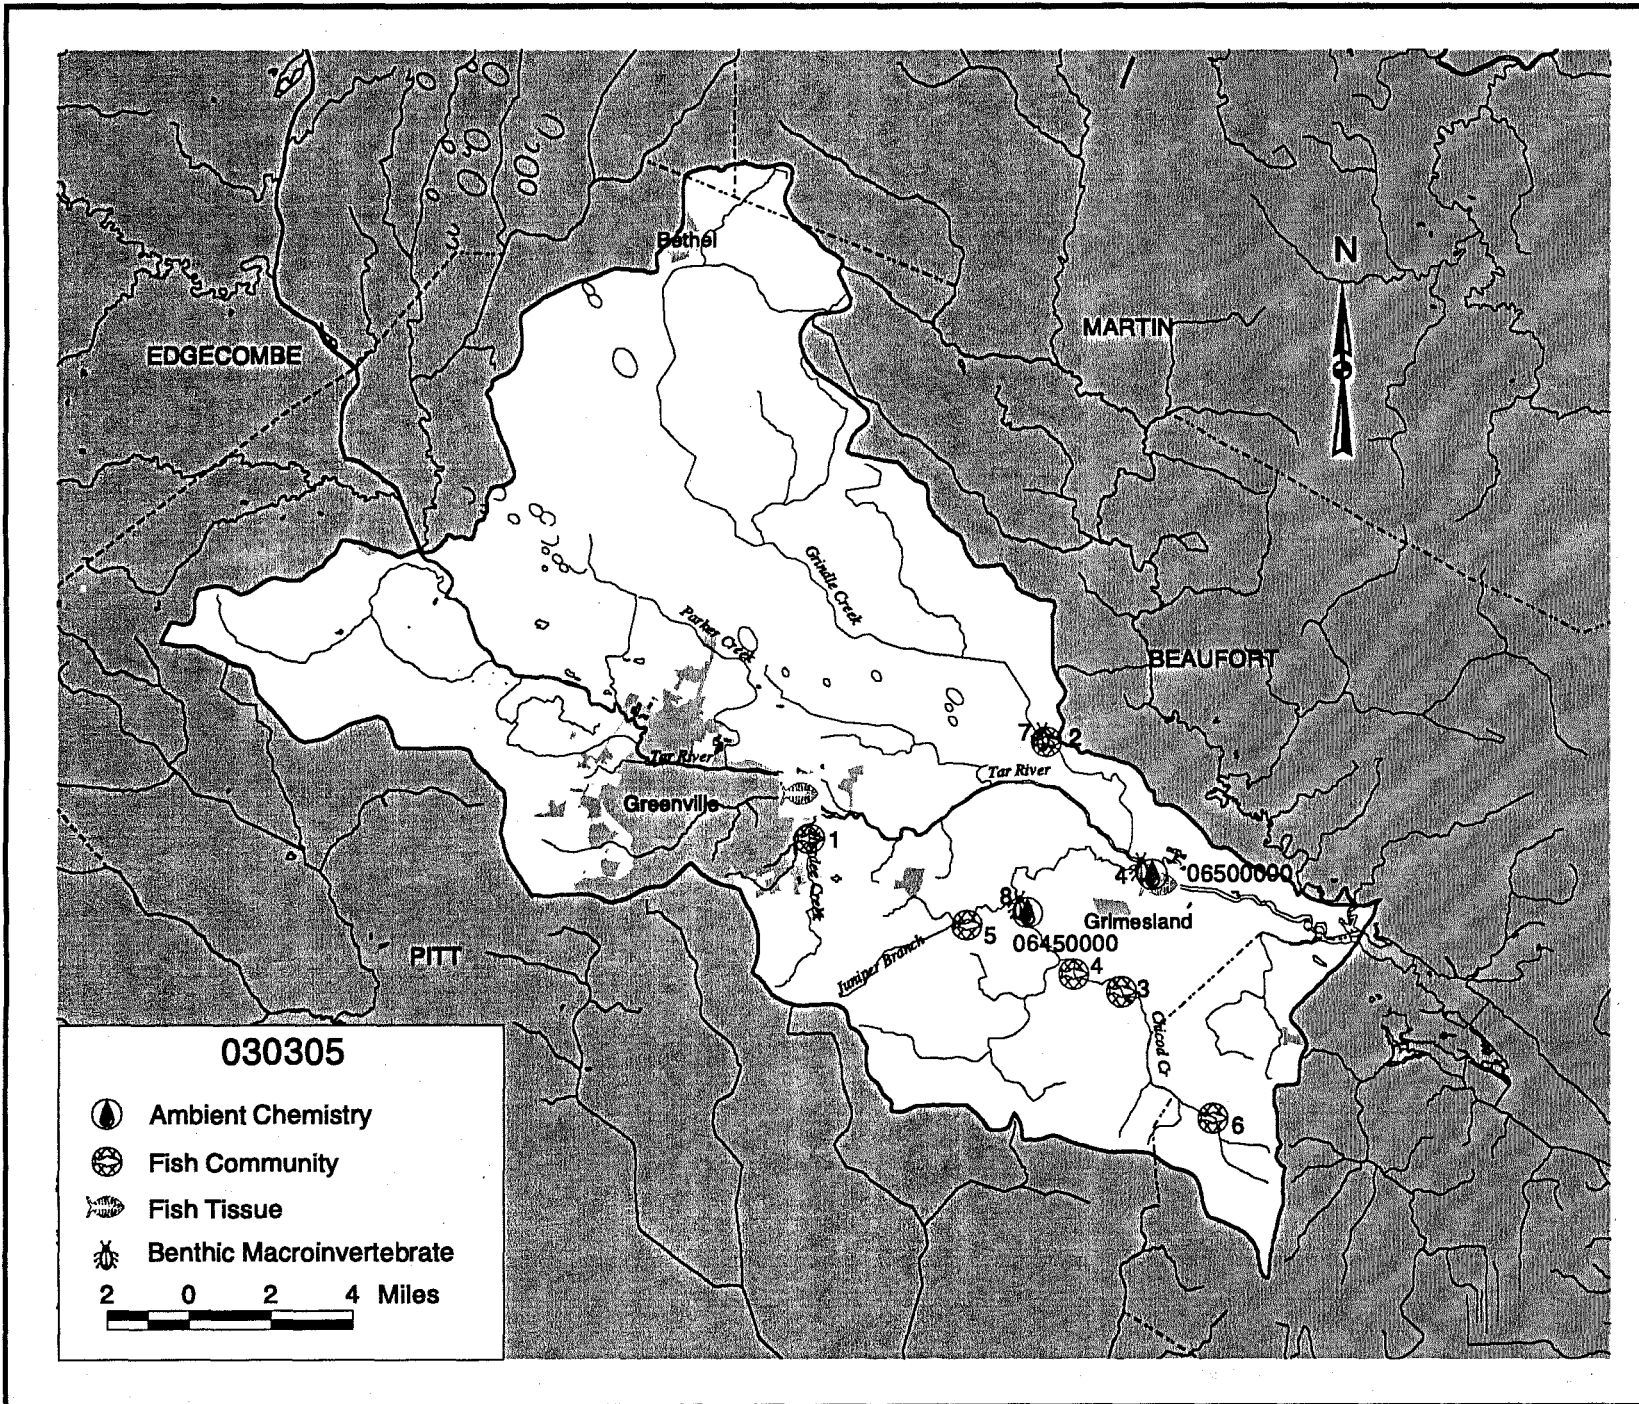 N
Bethel
MARTIN
EDGECOMBE
Grindle Creek
Parker Creek
BEAUFORT
7
2
Tar River
Tar River
Greenville
1
4
06500000
8
Grimesland
5
06450000
Juniper Branch
4
3
PITT
Chicod Cr
6
030305
Ambient Chemistry
Fish Community
Fish Tissue
Benthic Macroinvertebrate
2 0 2 4 Miles